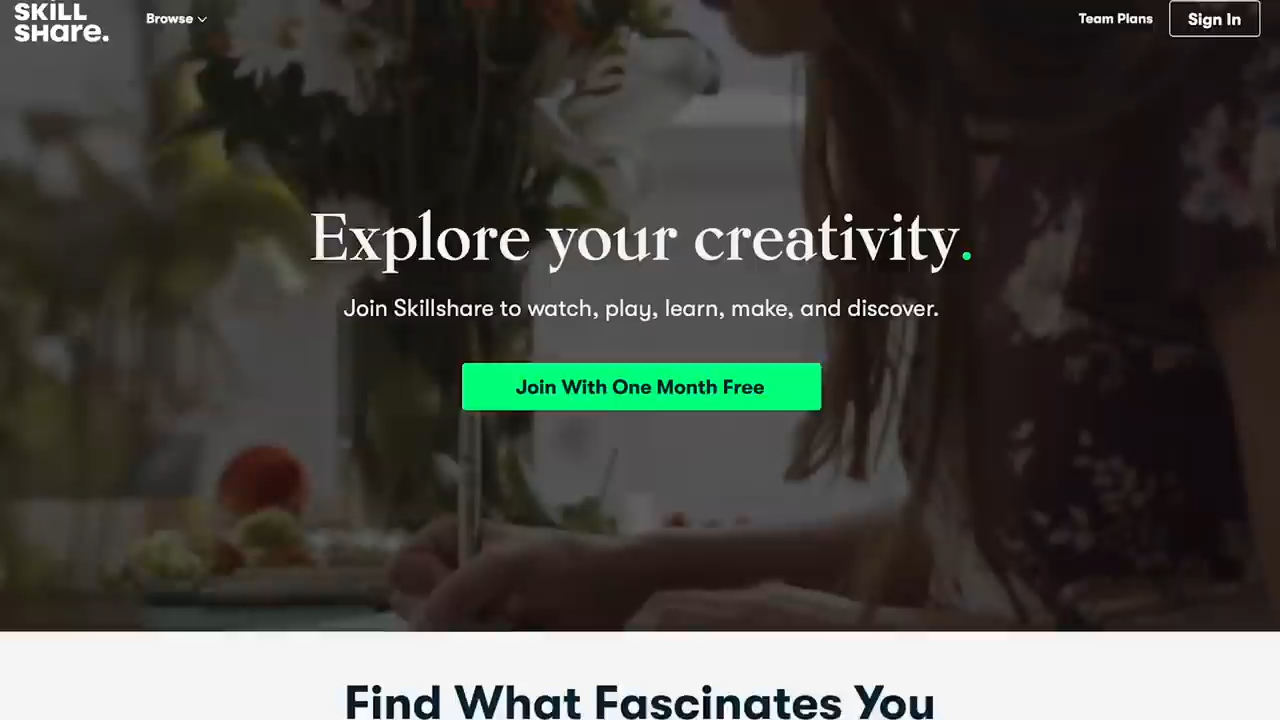 SKiLL
SHare.
Browse
Team Plans
Sign In
Explore your creativity.
Join Skillshare to watch, play, learn, make, and discover.
Join With One Month Free
Find What Fascinates You